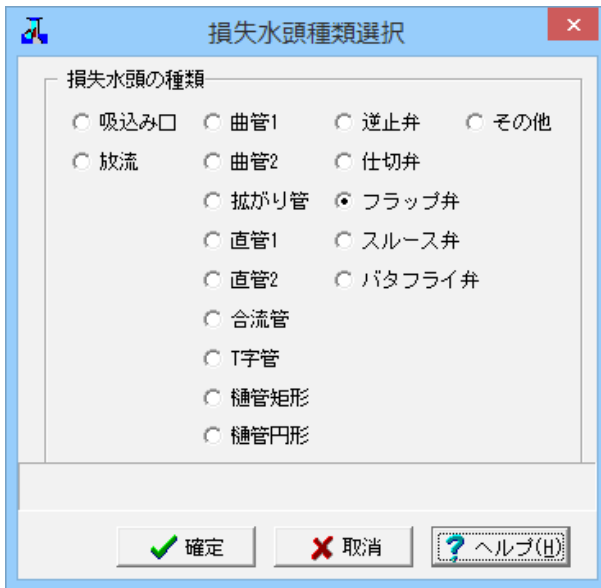 損失水頭種類選択
損失水頭の種類
吸込み口 曲管1 逆止弁 その他
放流 曲管2 仕切弁
拡がり管 フラップ弁
直管1 スルース弁
直管2 バタフライ弁
合流管
T字管
樋管矩形
樋管円形
確定 取消 ヘルプ(H)